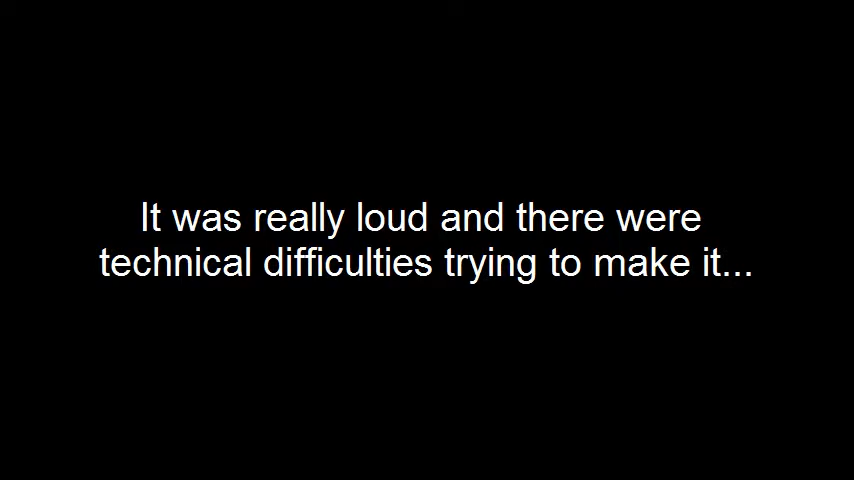 It was really loud and there were
technical difficulties trying to make it...